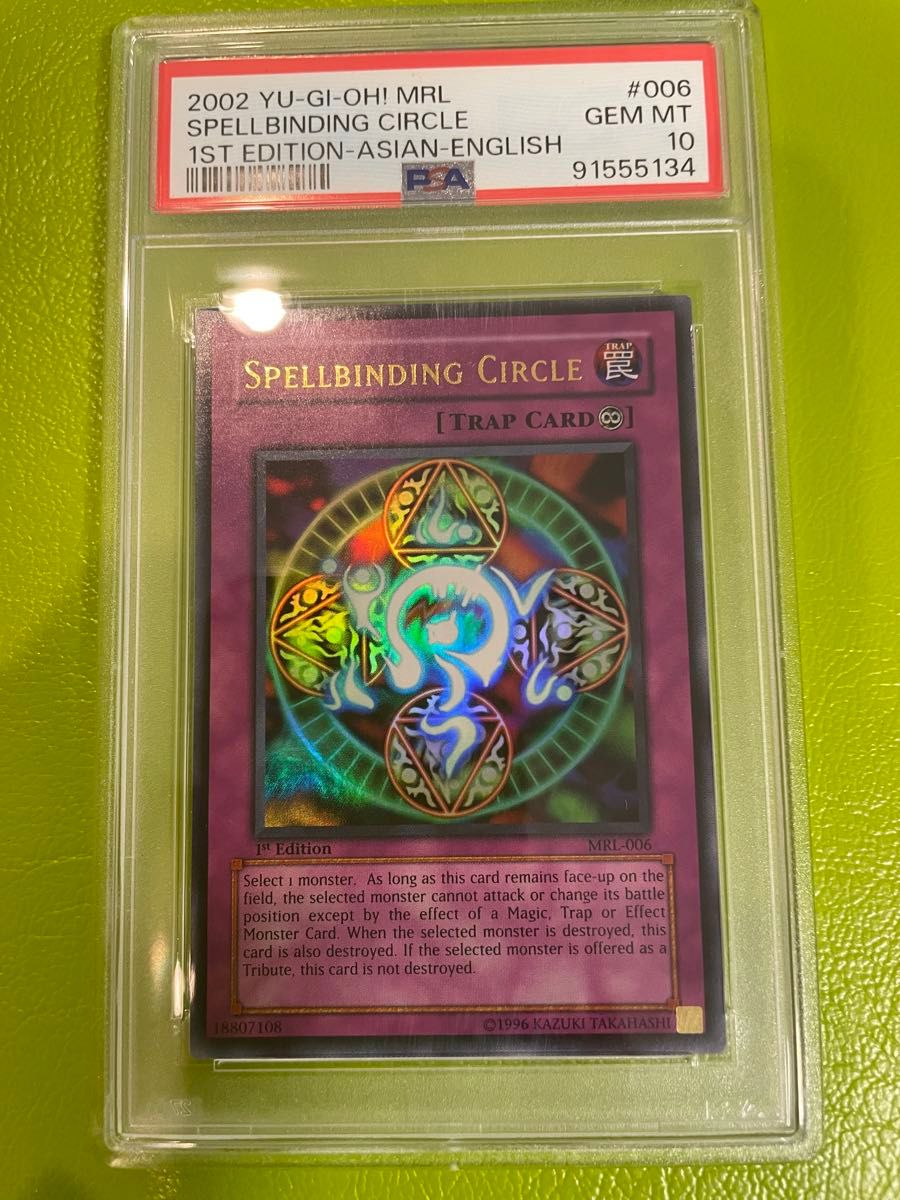 2002 YU-GI-OH! MRL #006
SPELLBINDING CIRCLE GEM MT
1ST EDITION-ASIAN-ENGLISH 10
PSA 91555134
SPELLBINDING CIRCLE TRAP 罠
[TRAP CARD∞]
1st Edition MRL-006
Select 1 monster. As long as this card remains face-up on the
field, the selected monster cannot attack or change its battle
position except by the effect of a Magic, Trap or Effect
Monster Card. When the selected monster is destroyed, this
card is also destroyed. If the selected monster is offered as a
Tribute, this card is not destroyed.
18807108 ©1996 KAZUKI TAKAHASHI